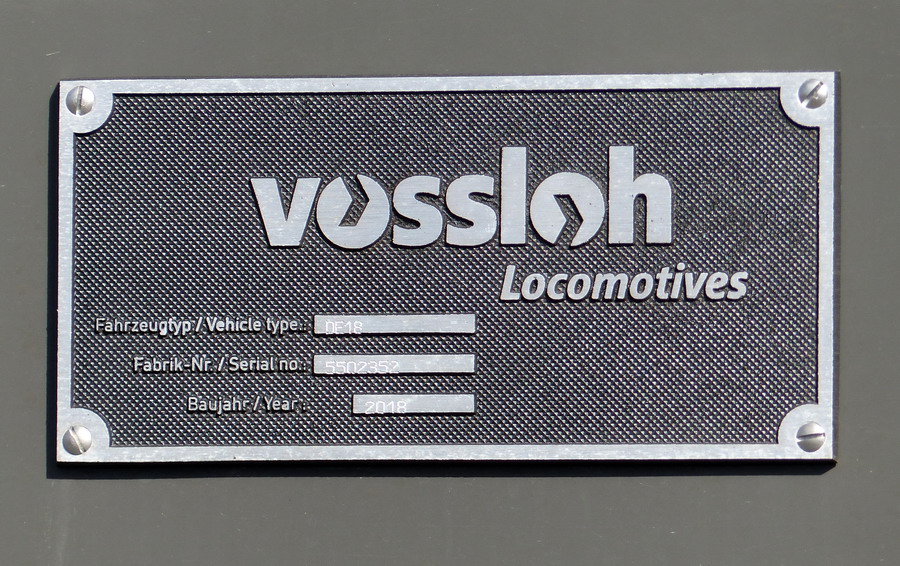 vossloh
Locomotives
Fahrzeugtyp / Vehicle type.: DE18
Fabrik-Nr. / Serial no.: 5502352
Baujahr / Year : 2018